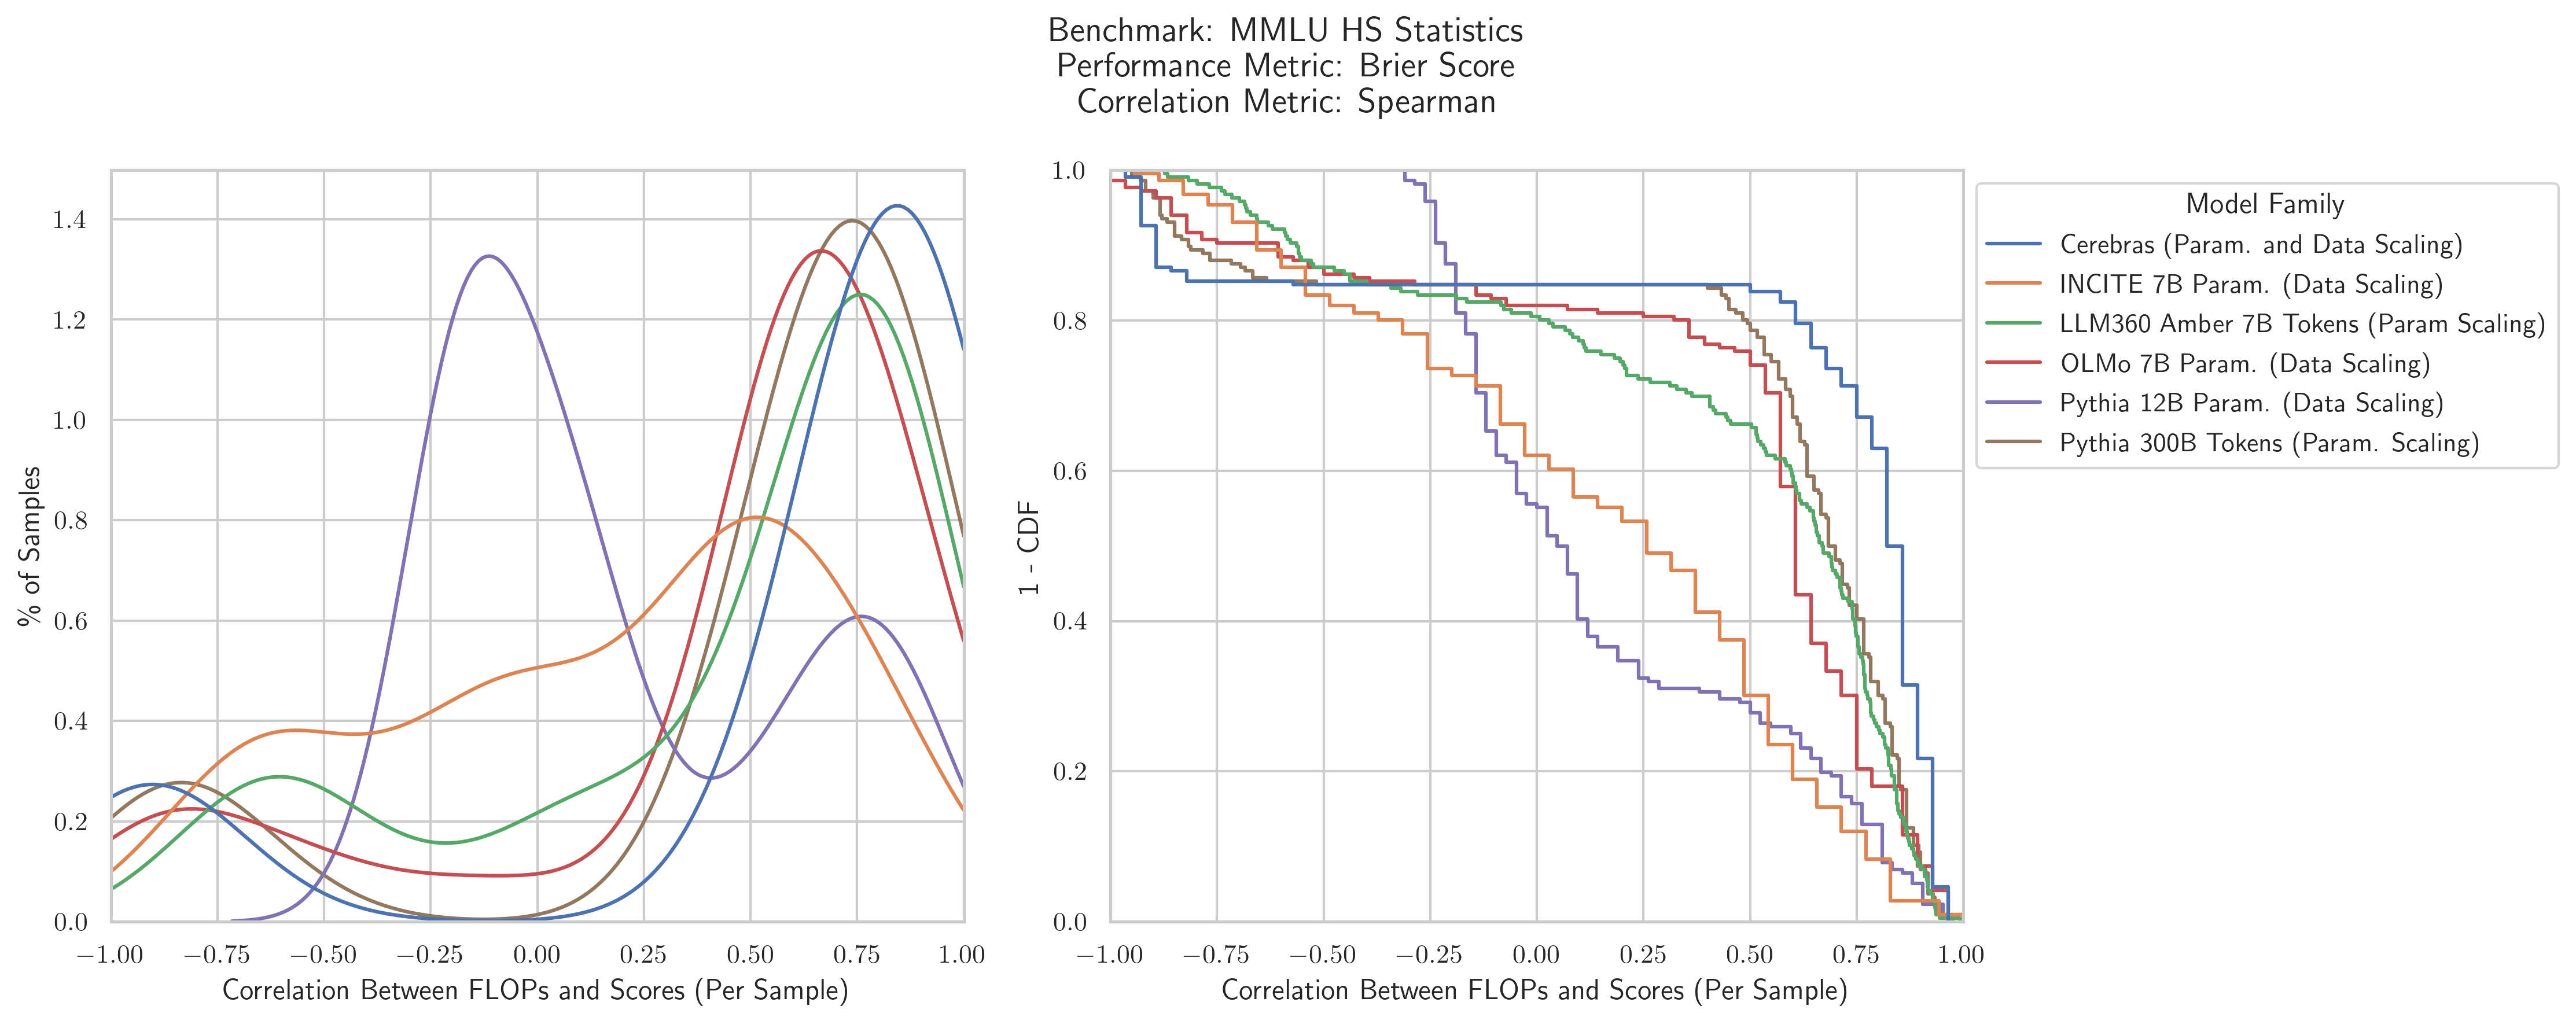 Benchmark: MMLU HS Statistics
Performance Metric: Brier Score
Correlation Metric: Spearman
% of Samples
1.4
1.2
1.0
0.8
0.6
0.4
0.2
0.0
−1.00 −0.75 −0.50 −0.25 0.00 0.25 0.50 0.75 1.00
Correlation Between FLOPs and Scores (Per Sample)
1 - CDF
1.0
0.8
0.6
0.4
0.2
0.0
−1.00 −0.75 −0.50 −0.25 0.00 0.25 0.50 0.75 1.00
Correlation Between FLOPs and Scores (Per Sample)
Model Family
Cerebras (Param. and Data Scaling)
INCITE 7B Param. (Data Scaling)
LLM360 Amber 7B Tokens (Param Scaling)
OLMo 7B Param. (Data Scaling)
Pythia 12B Param. (Data Scaling)
Pythia 300B Tokens (Param. Scaling)